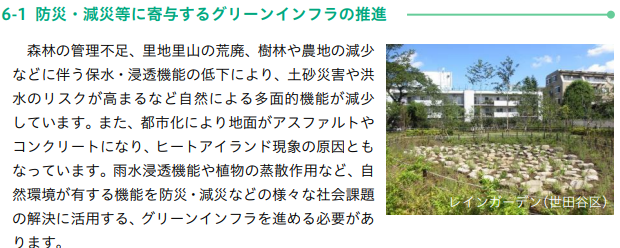 6-1 防災・減災等に寄与するグリーンインフラの推進
森林の管理不足、里地里山の荒廃、樹林や農地の減少
などに伴う保水・浸透機能の低下により、土砂災害や洪
水のリスクが高まるなど自然による多面的機能が減少
しています。また、都市化により地面がアスファルトや
コンクリートになり、ヒートアイランド現象の原因とも
なっています。雨水浸透機能や植物の蒸散作用など、自
然環境が有する機能を防災・減災などの様々な社会課題
の解決に活用する、グリーンインフラを進める必要があ
ります。
レインガーデン(世田谷区)